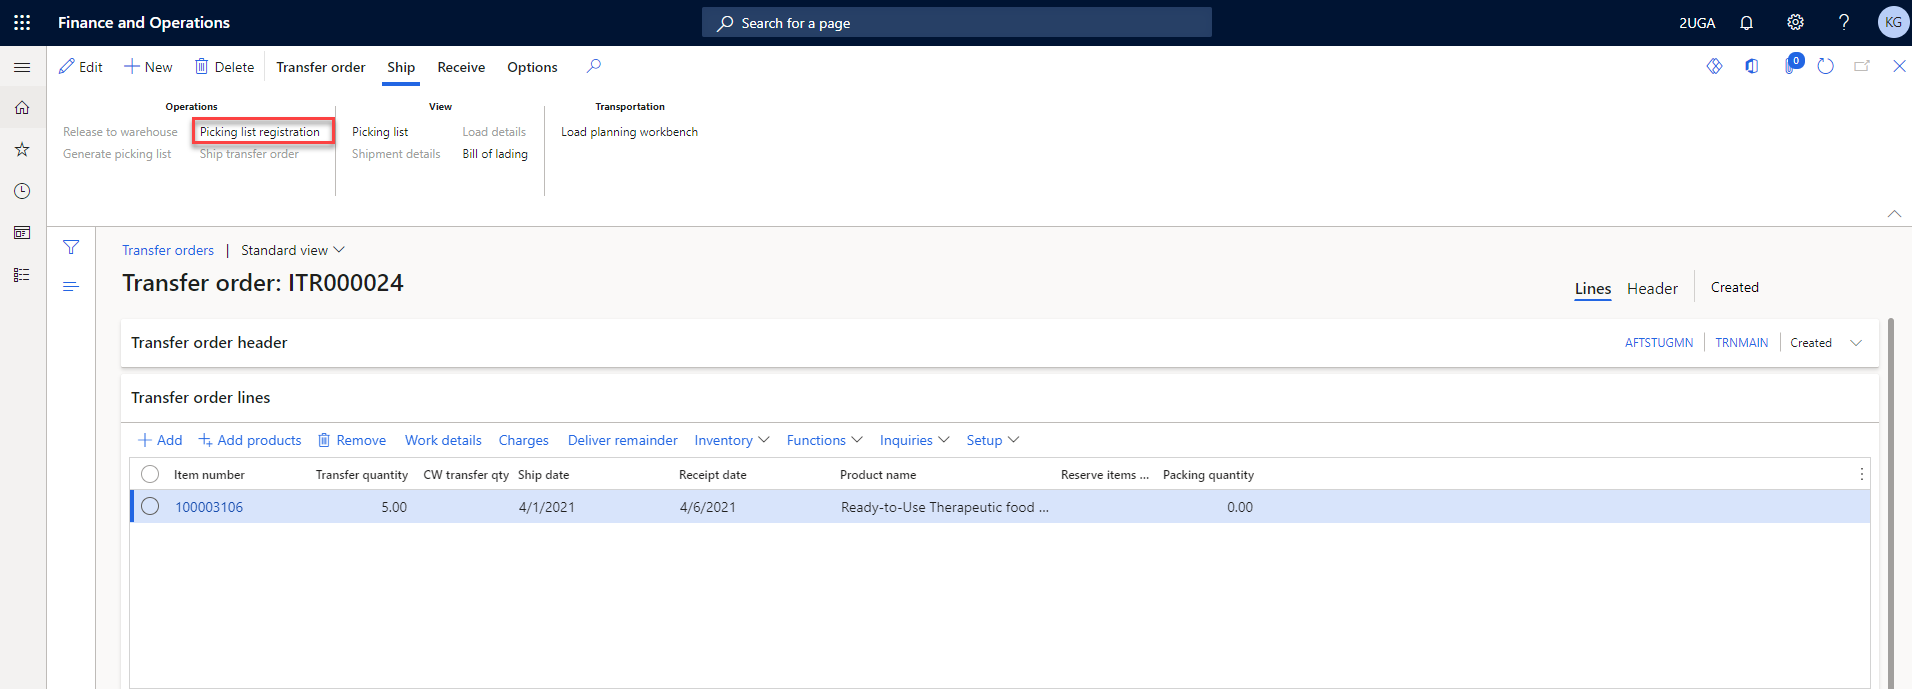 Finance and Operations
Search for a page
2UGA
?
KG
Edit
New
Delete
Transfer order
Ship
Receive
Options
0
Operations
View
Transportation
Release to warehouse
Picking list registration
Picking list
Load details
Load planning workbench
Generate picking list
Ship transfer order
Shipment details
Bill of lading
Transfer orders | Standard view
Transfer order: ITR000024
Lines
Header
Created
Transfer order header
AFTSTUGMN
TRNMAIN
Created
Transfer order lines
Add
Add products
Remove
Work details
Charges
Deliver remainder
Inventory
Functions
Inquiries
Setup
Item number
Transfer quantity
CW transfer qty
Ship date
Receipt date
Product name
Reserve items ...
Packing quantity
100003106
5.00
4/1/2021
4/6/2021
Ready-to-Use Therapeutic food ...
0.00